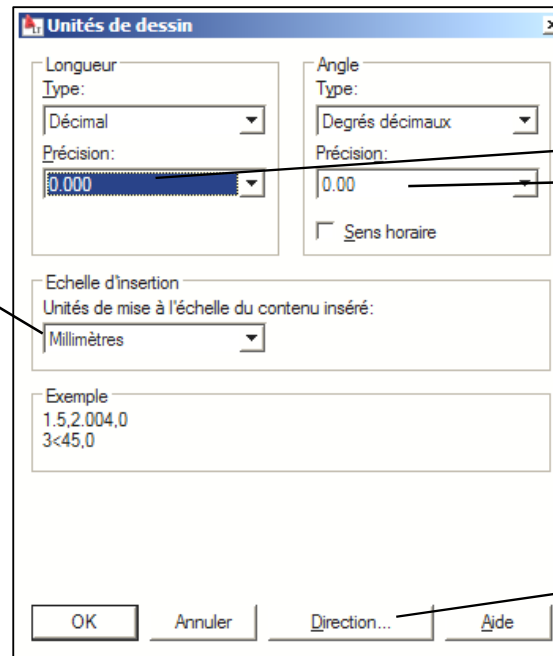 LT Unités de dessin
Longueur
Type:
Décimal
Précision:
0.000
Angle
Type:
Degrés décimaux
Précision:
0.00
Sens horaire
Echelle d'insertion
Unités de mise à l'échelle du contenu inséré:
Millimètres
Exemple
1.5,2.004,0
3<45,0
OK Annuler Direction... Aide